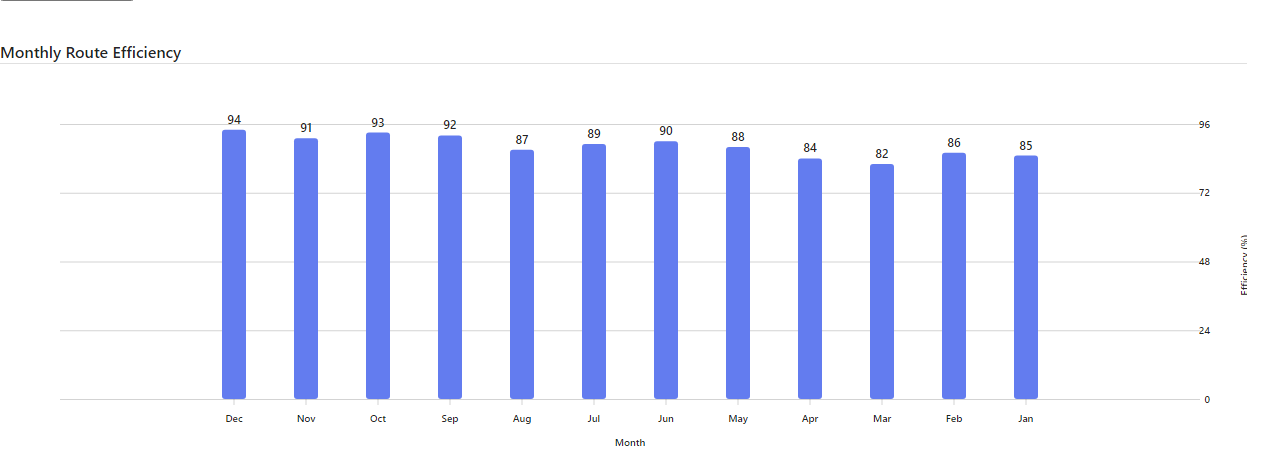 Monthly Route Efficiency
94
91
93
92
87
89
90
88
84
82
86
85
96
72
48
24
0
Efficiency (%)
Dec
Nov
Oct
Sep
Aug
Jul
Jun
May
Apr
Mar
Feb
Jan
Month